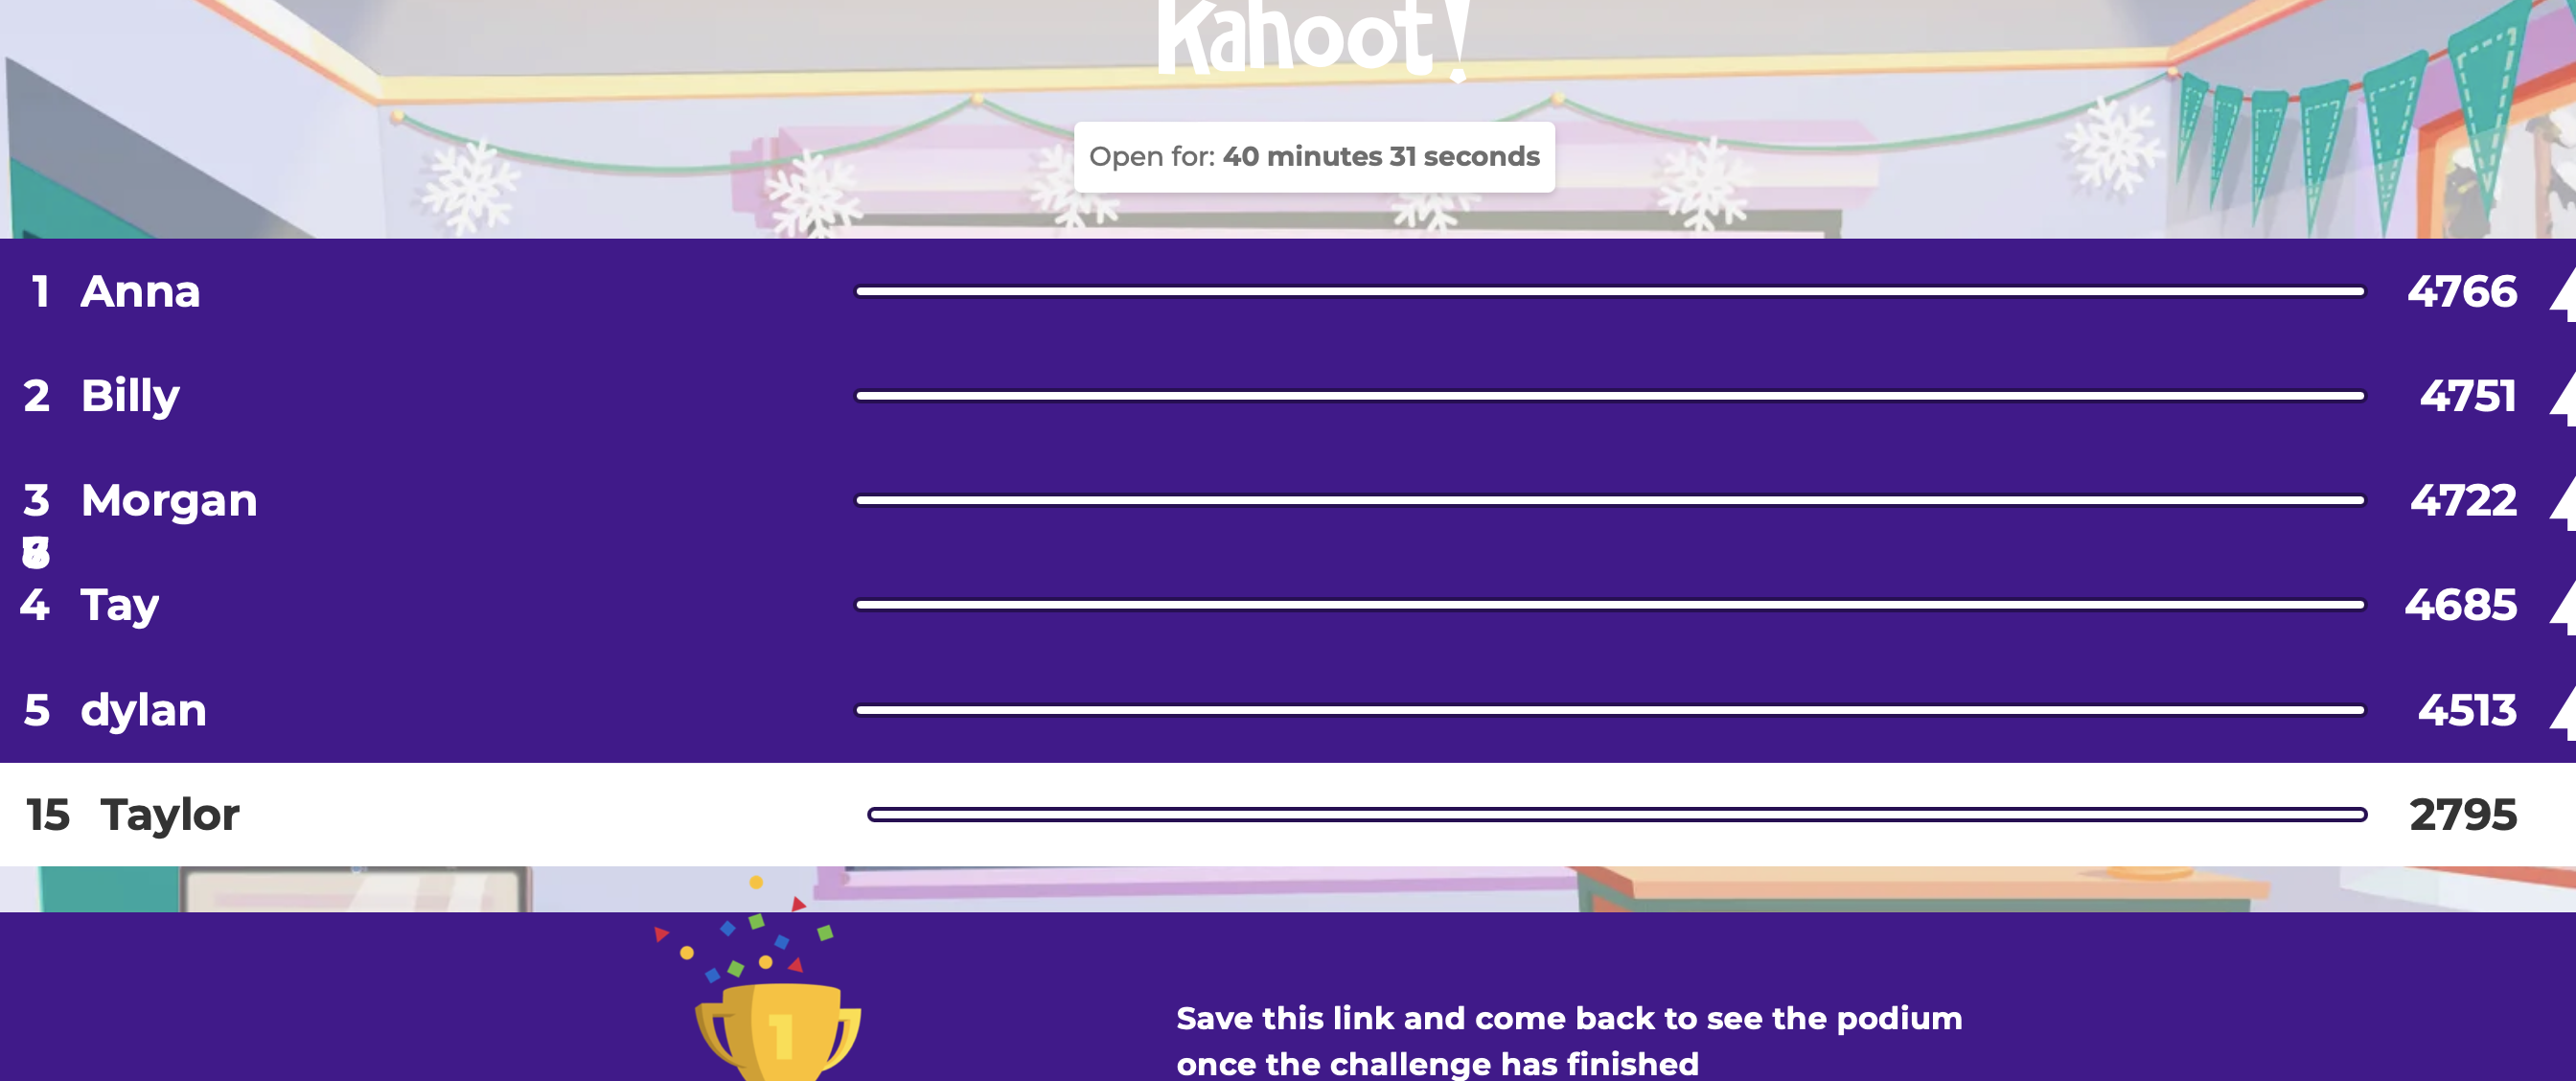 Kahoot!
Open for: 40 minutes 31 seconds
1 Anna 4766
2 Billy 4751
3 Morgan 4722
4 Tay 4685
5 dylan 4513
15 Taylor 2795
1
Save this link and come back to see the podium
once the challenge has finished